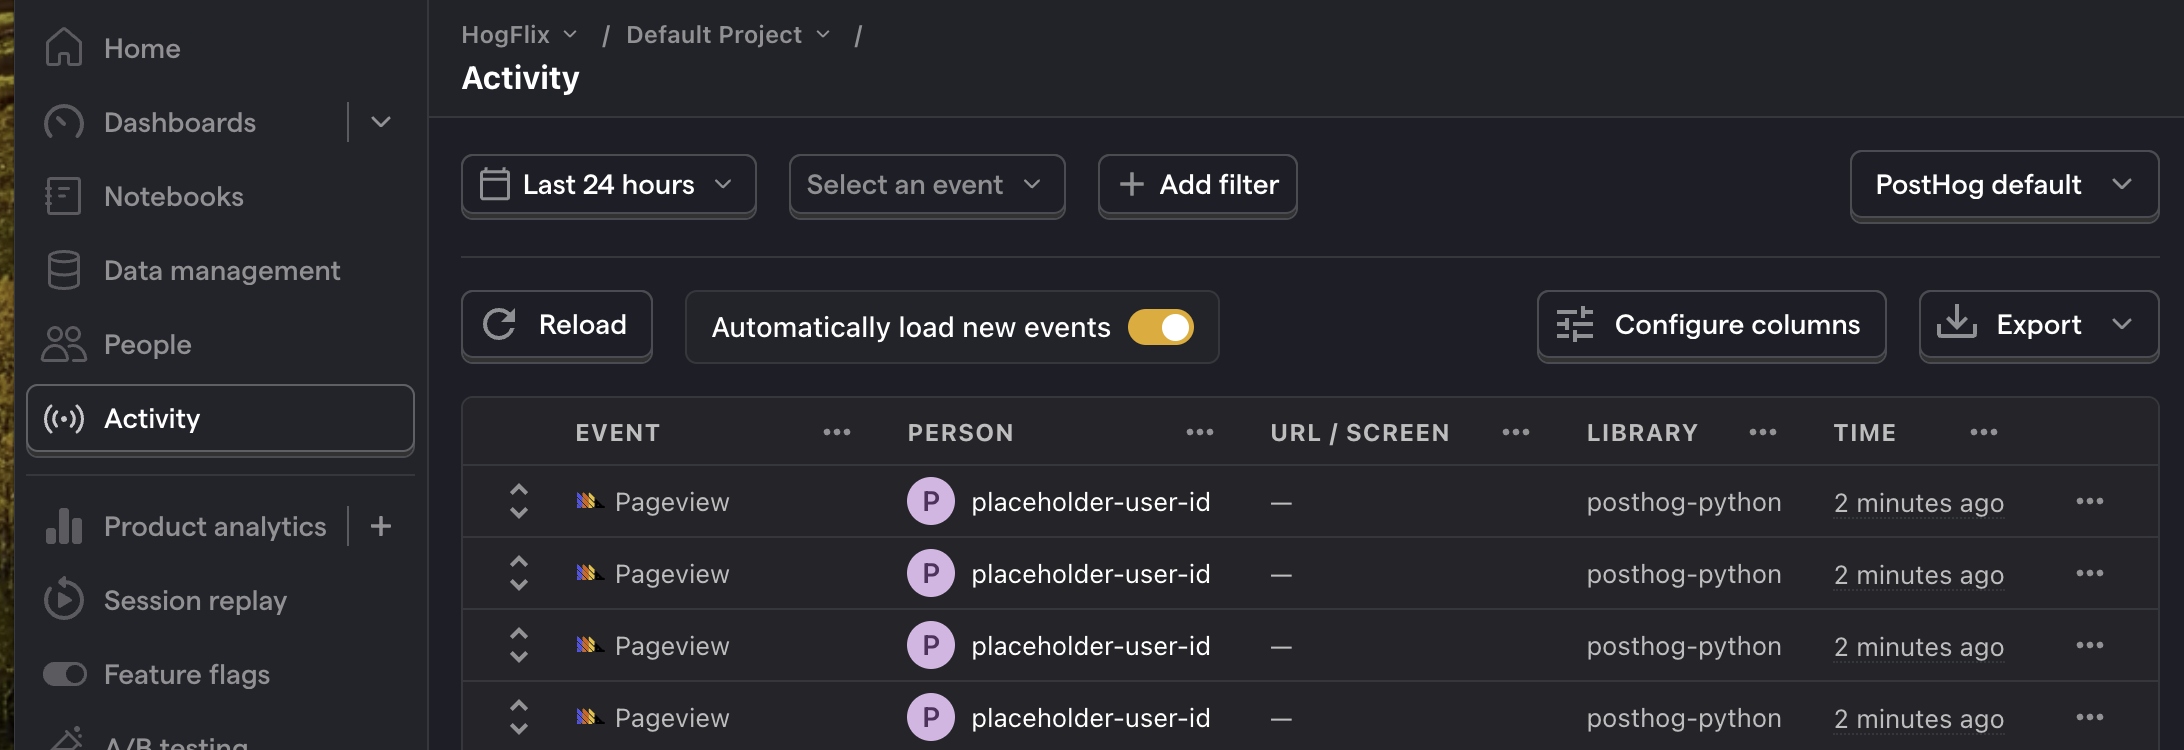 Home
Dashboards
Notebooks
Data management
People
Activity
Product analytics
Session replay
Feature flags
A/B testing
HogFlix / Default Project /
Activity
Last 24 hours Select an event + Add filter PostHog default
Reload Automatically load new events Configure columns Export
EVENT PERSON URL / SCREEN LIBRARY TIME
Pageview P placeholder-user-id — posthog-python 2 minutes ago
Pageview P placeholder-user-id — posthog-python 2 minutes ago
Pageview P placeholder-user-id — posthog-python 2 minutes ago
Pageview P placeholder-user-id — posthog-python 2 minutes ago